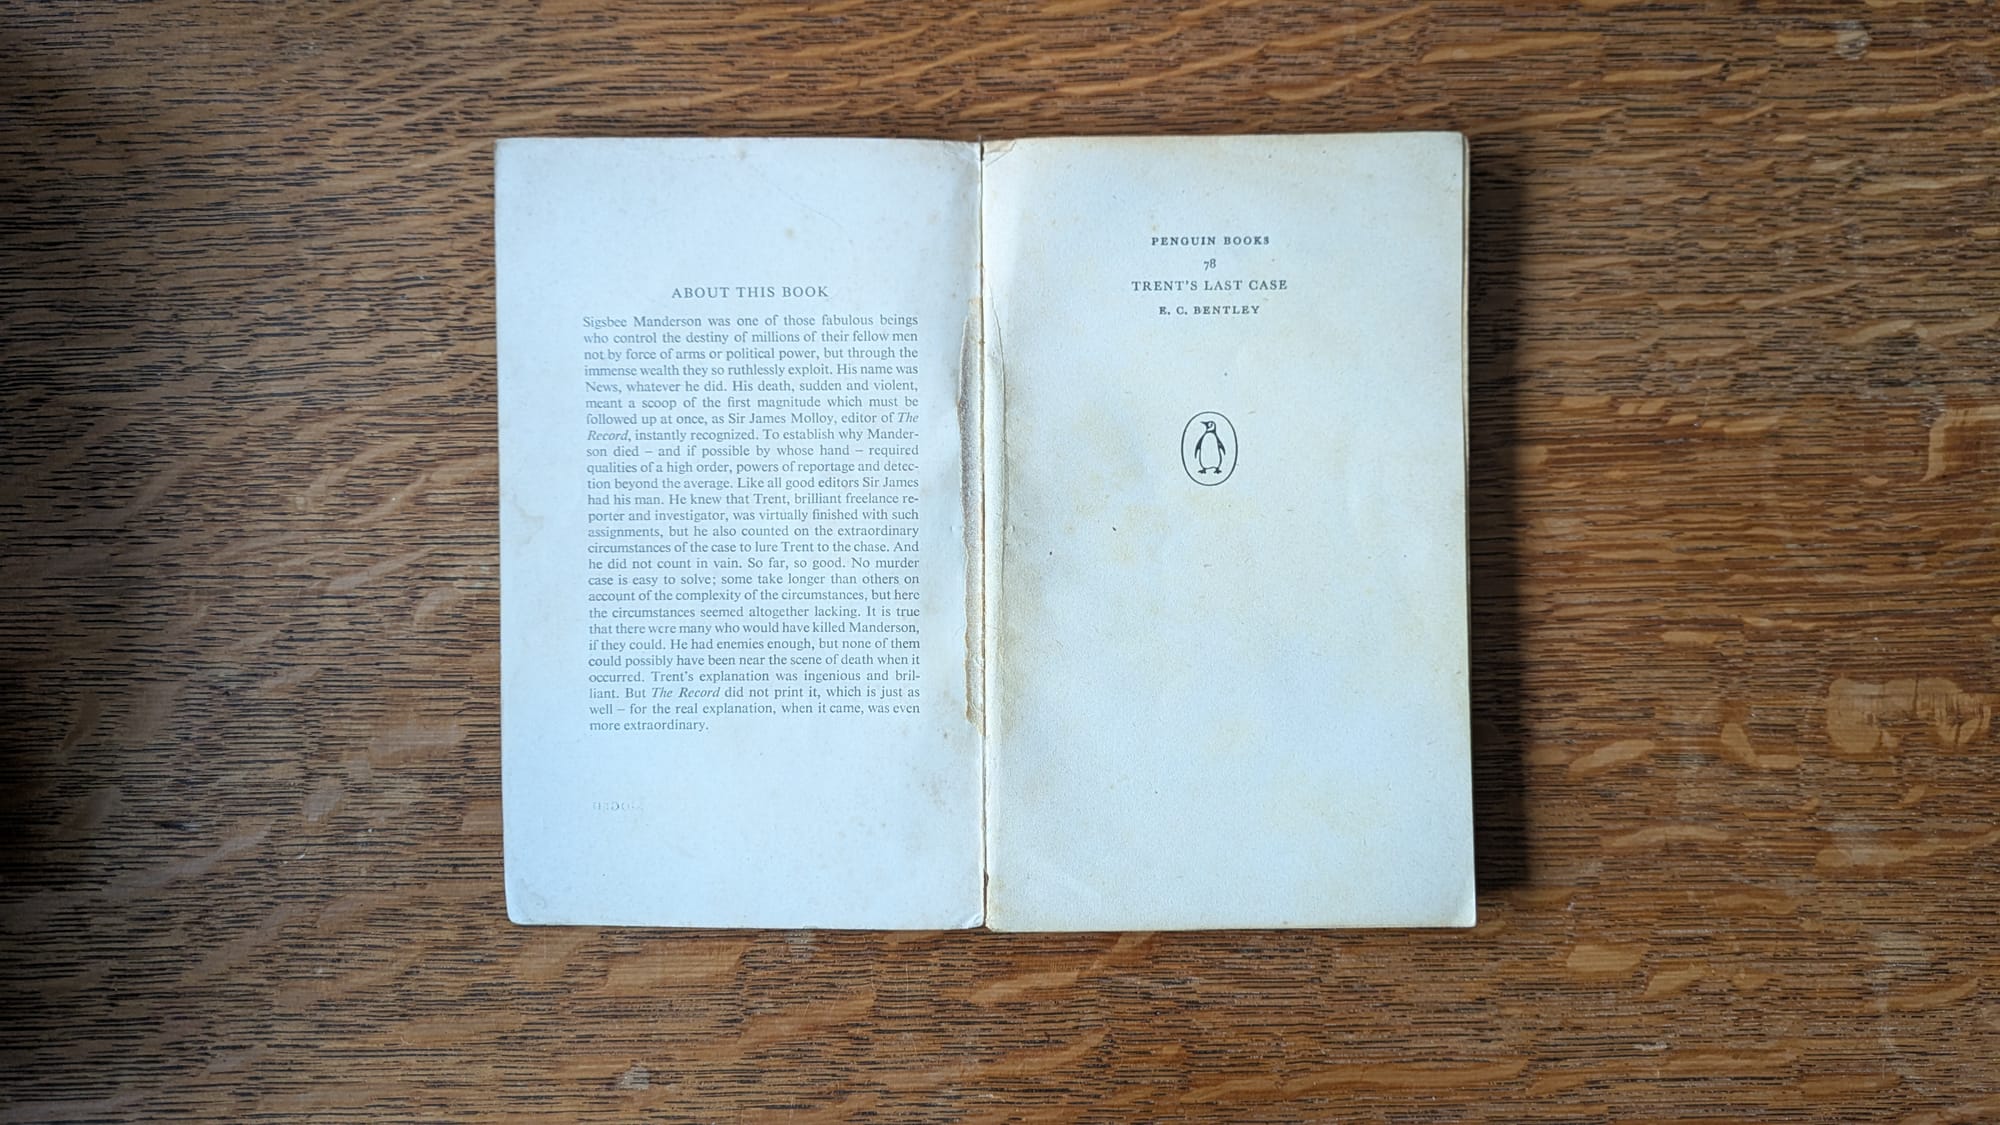 ABOUT THIS BOOK
Sigsbee Manderson was one of those fabulous beings
who control the destiny of millions of their fellow men
not by force of arms or political power, but through the
immense wealth they so ruthlessly exploit. His name was
News, whatever he did. His death, sudden and violent,
meant a scoop of the first magnitude which must be
followed up at once, as Sir James Molloy, editor of The
Record, instantly recognized. To establish why Mander-
son died – and if possible by whose hand – required
qualities of a high order, powers of reportage and detec-
tion beyond the average. Like all good editors Sir James
had his man. He knew that Trent, brilliant freelance re-
porter and investigator, was virtually finished with such
assignments, but he also counted on the extraordinary
circumstances of the case to lure Trent to the chase. And
he did not count in vain. So far, so good. No murder
case is easy to solve; some take longer than others on
account of the complexity of the circumstances, but here
the circumstances seemed altogether lacking. It is true
that there were many who would have killed Manderson,
if they could. He had enemies enough, but none of them
could possibly have been near the scene of death when it
occurred. Trent's explanation was ingenious and bril-
liant. But The Record did not print it, which is just as
well – for the real explanation, when it came, was even
more extraordinary.
PENGUIN BOOKS
78
TRENT'S LAST CASE
E. C. BENTLEY